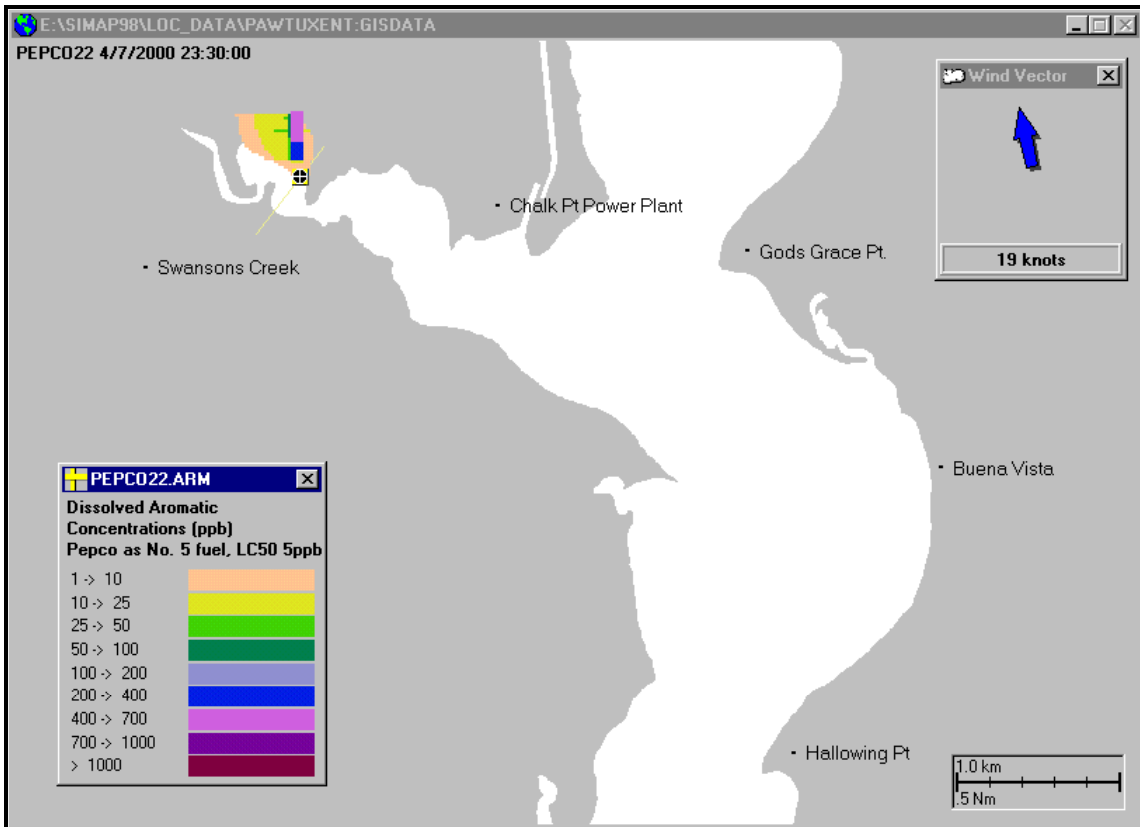 E:\SIMAP98\LOC_DATA\PAWTUXENT:GISDATA
PEPCO22 4/7/2000 23:30:00
Wind Vector
19 knots
Chalk Pt Power Plant
Gods Grace Pt.
Swansons Creek
Buena Vista
Hallowing Pt
PEPCO22.ARM
Dissolved Aromatic
Concentrations (ppb)
Pepco as No. 5 fuel, LC50 5ppb
1 -> 10
10 -> 25
25 -> 50
50 -> 100
100 -> 200
200 -> 400
400 -> 700
700 -> 1000
> 1000
1.0 km
.5 Nm